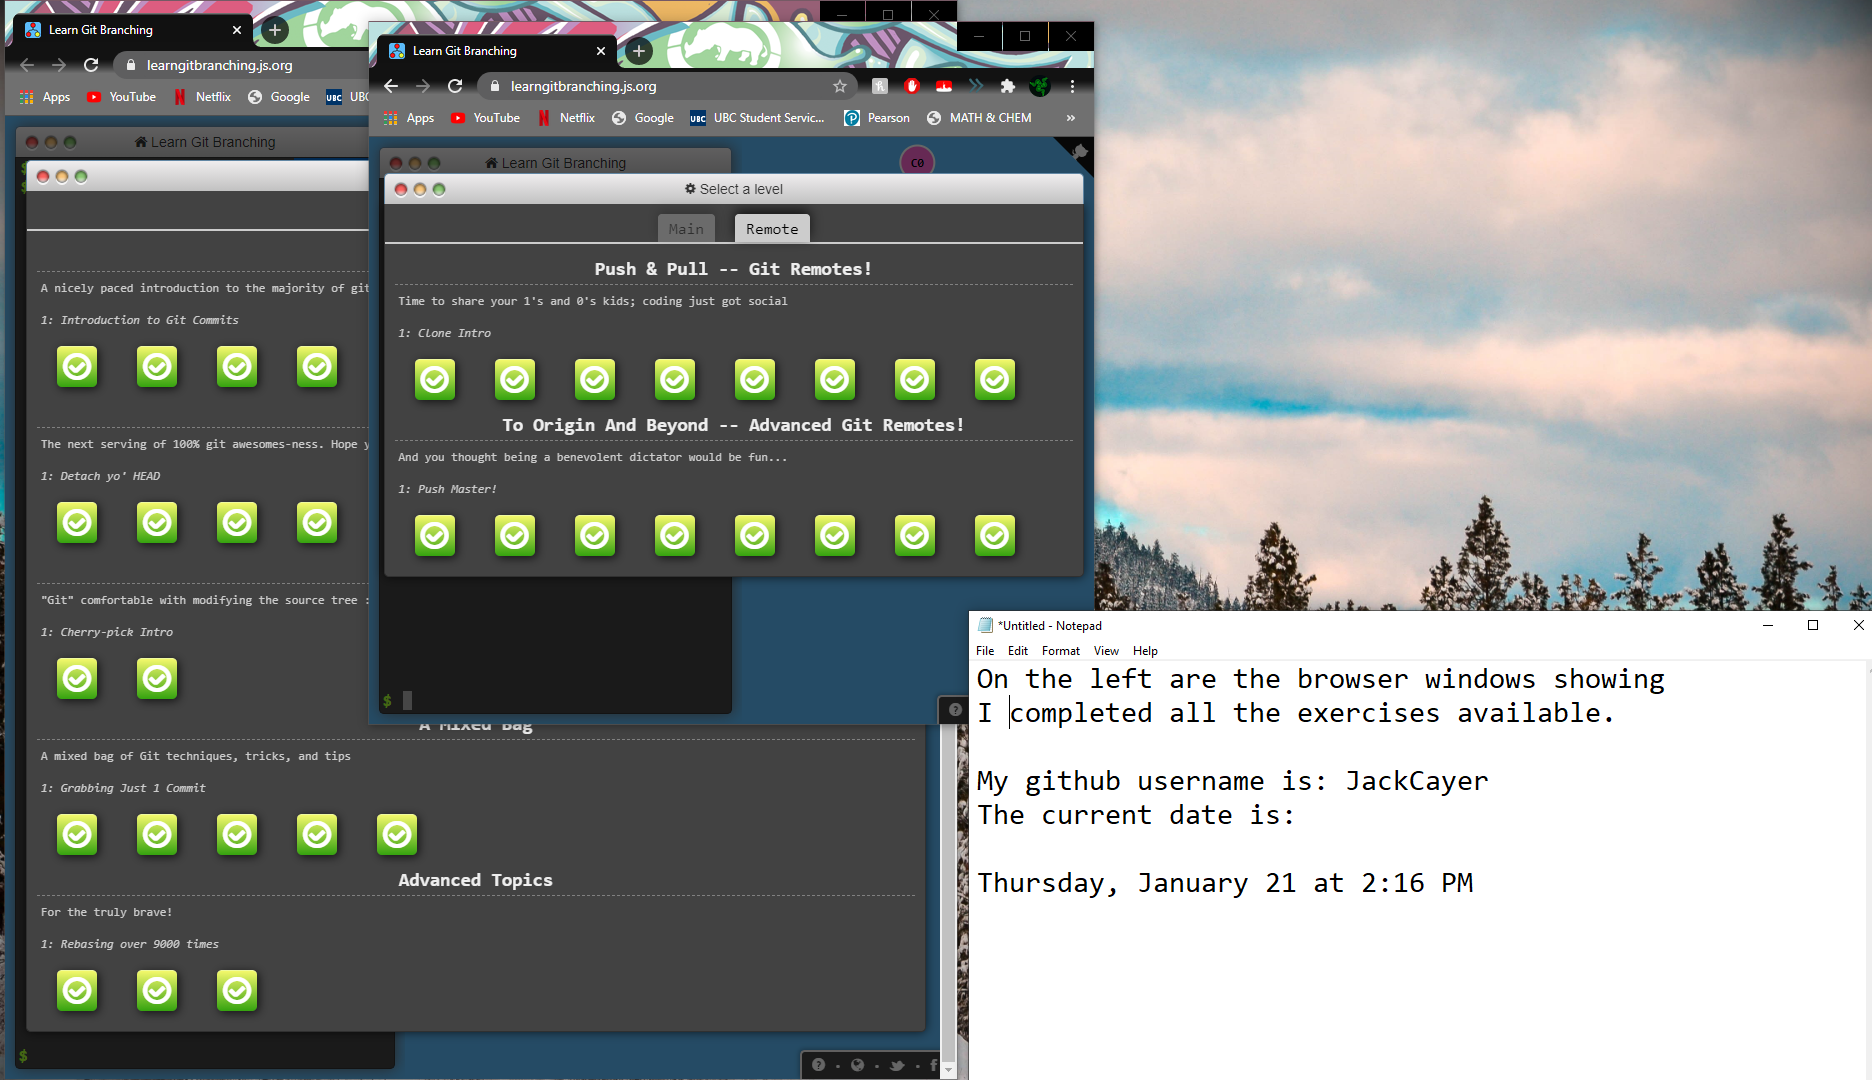 Learn Git Branching
learngitbranching.js.org
Apps YouTube Netflix Google UBC
Learn Git Branching
A nicely paced introduction to the majority of git
1: Introduction to Git Commits
The next serving of 100% git awesomes-ness. Hope y
1: Detach yo' HEAD
"Git" comfortable with modifying the source tree :
1: Cherry-pick Intro
A Mixed Bag
A mixed bag of Git techniques, tricks, and tips
1: Grabbing Just 1 Commit
Advanced Topics
For the truly brave!
1: Rebasing over 9000 times
$
Learn Git Branching
learngitbranching.js.org
Apps YouTube Netflix Google UBC UBC Student Servic... Pearson MATH & CHEM »
Learn Git Branching
C0
Select a level
Main Remote
Push & Pull -- Git Remotes!
Time to share your 1's and 0's kids; coding just got social
1: Clone Intro
To Origin And Beyond -- Advanced Git Remotes!
And you thought being a benevolent dictator would be fun...
1: Push Master!
$
*Untitled - Notepad
File Edit Format View Help
On the left are the browser windows showing
I completed all the exercises available.
My github username is: JackCayer
The current date is:
Thursday, January 21 at 2:16 PM